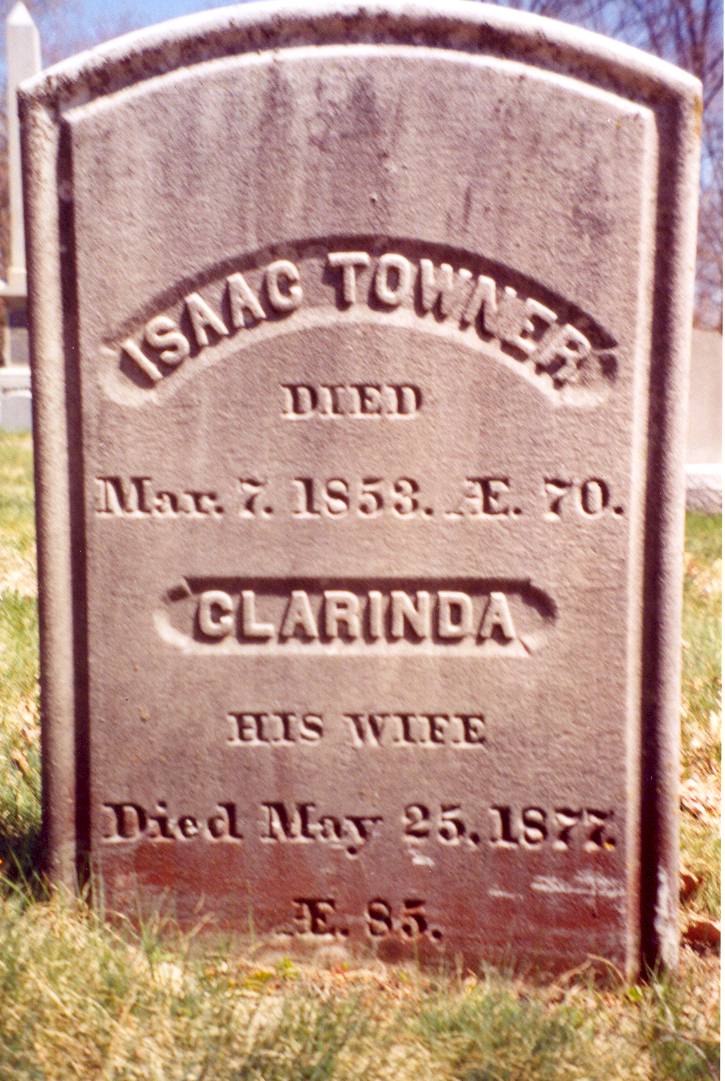 ISAAC TOWNER
DIED
Mar. 7. 1853. Æ. 70.
CLARINDA
HIS WIFE
Died May 25. 1877.
Æ. 85.